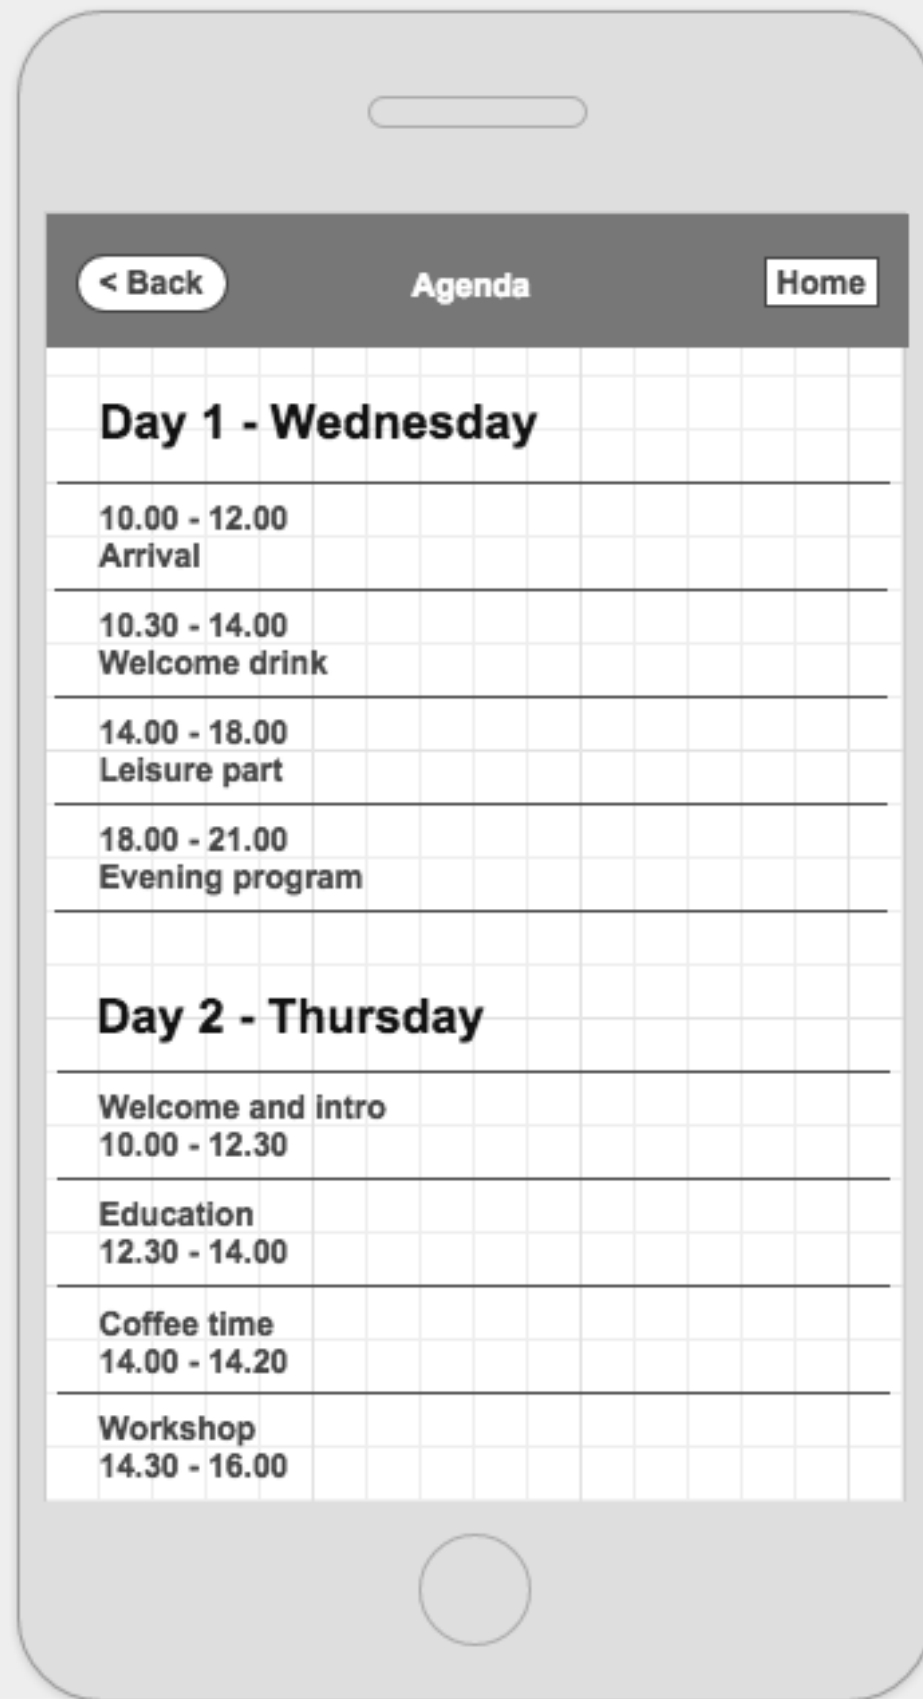 < Back
Agenda
Home
Day 1 - Wednesday
10.00 - 12.00
Arrival
10.30 - 14.00
Welcome drink
14.00 - 18.00
Leisure part
18.00 - 21.00
Evening program
Day 2 - Thursday
Welcome and intro
10.00 - 12.30
Education
12.30 - 14.00
Coffee time
14.00 - 14.20
Workshop
14.30 - 16.00